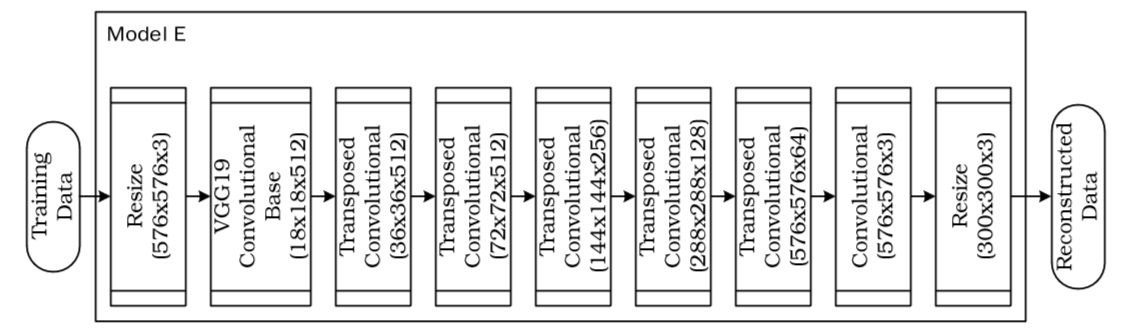 Model E
Training
Data
Resize
(576x576x3)
VGG19
Convolutional
Base
(18x18x512)
Transposed
Convolutional
(36x36x512)
Transposed
Convolutional
(72x72x512)
Transposed
Convolutional
(144x144x256)
Transposed
Convolutional
(288x288x128)
Transposed
Convolutional
(576x576x64)
Convolutional
(576x576x3)
Resize
(300x300x3)
Reconstructed
Data